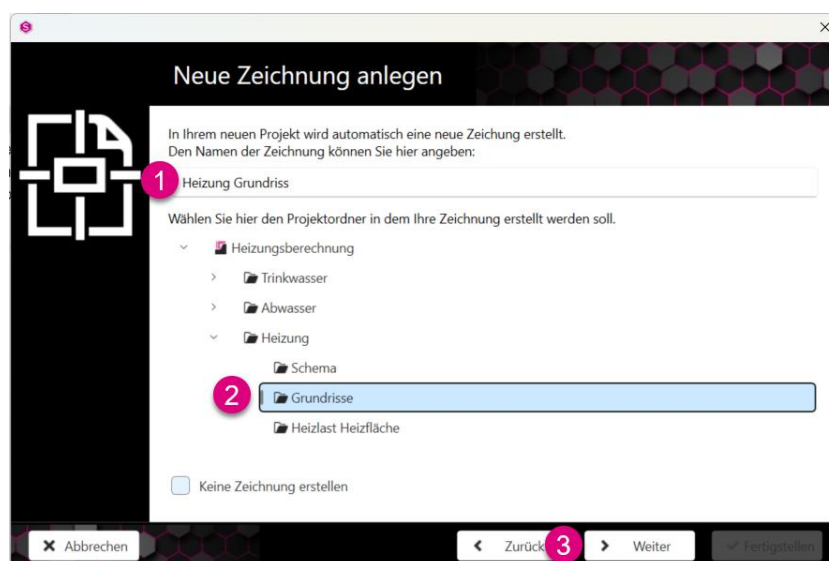 Neue Zeichnung anlegen
In Ihrem neuen Projekt wird automatisch eine neue Zeichung erstellt.
Den Namen der Zeichnung können Sie hier angeben:
1 Heizung Grundriss
Wählen Sie hier den Projektordner in dem Ihre Zeichnung erstellt werden soll.
Heizungsberechnung
Trinkwasser
Abwasser
Heizung
Schema
2 Grundrisse
Heizlast Heizfläche
Keine Zeichnung erstellen
Abbrechen Zurück 3 Weiter Fertigstellen